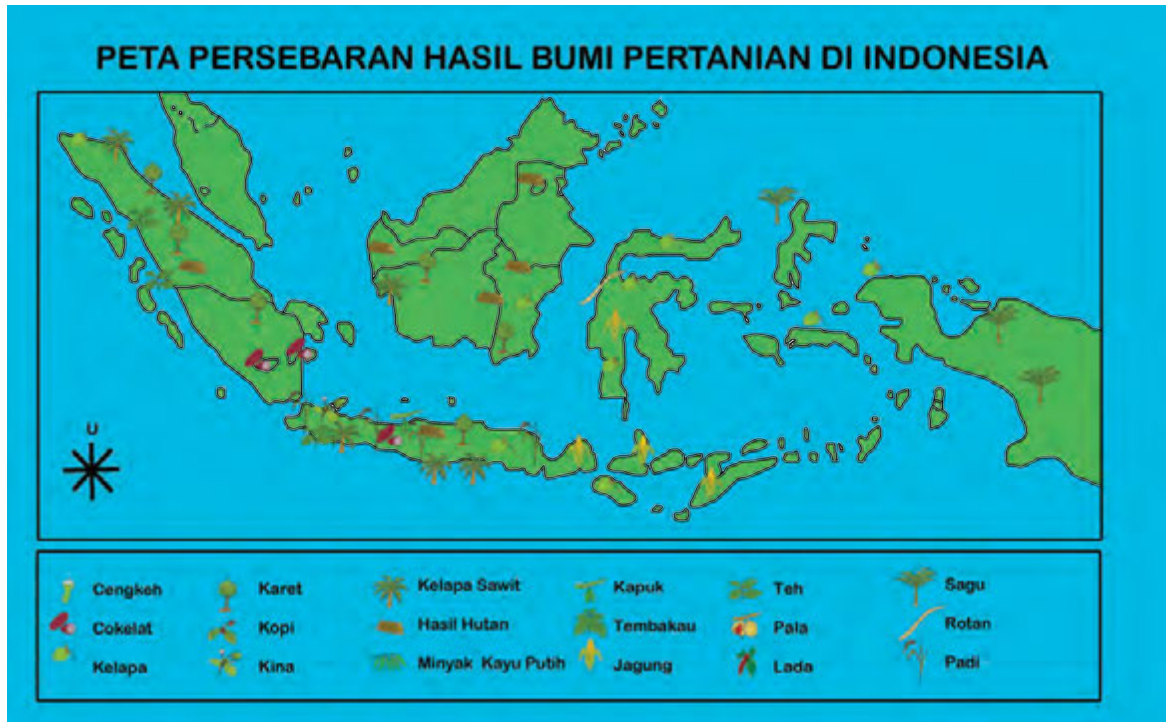 PETA PERSEBARAN HASIL BUMI PERTANIAN DI INDONESIA
U
Cengkeh
Karet
Kelapa Sawit
Kapuk
Teh
Sagu
Cokelat
Kopi
Hasil Hutan
Tembakau
Pala
Rotan
Kelapa
Kina
Minyak Kayu Putih
Jagung
Lada
Padi